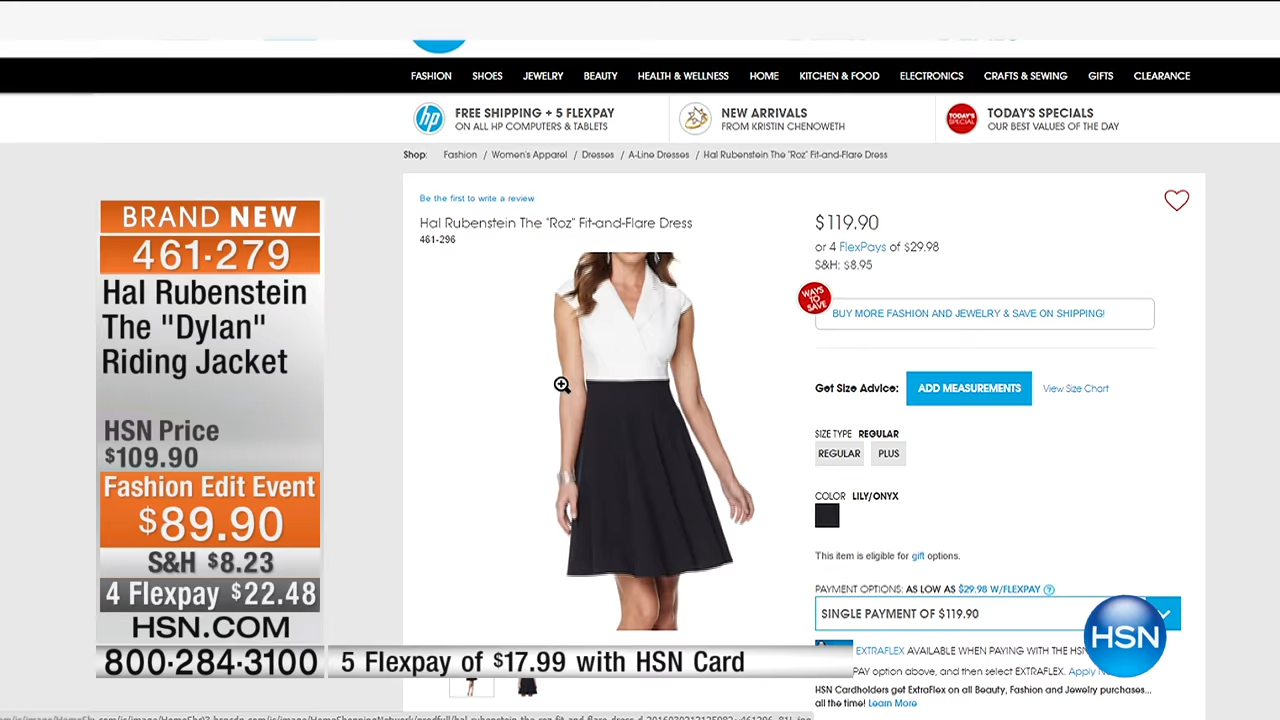 FASHION SHOES JEWELRY BEAUTY HEALTH & WELLNESS HOME KITCHEN & FOOD ELECTRONICS CRAFTS & SEWING GIFTS CLEARANCE
hp
FREE SHIPPING + 5 FLEXPAY
ON ALL HP COMPUTERS & TABLETS
NEW ARRIVALS
FROM KRISTIN CHENOWETH
TODAY'S SPECIAL
TODAY'S SPECIALS
OUR BEST VALUES OF THE DAY
Shop: Fashion / Women's Apparel / Dresses / A-Line Dresses / Hal Rubenstein The "Roz" Fit-and-Flare Dress
BRAND NEW
461·279
Hal Rubenstein
The "Dylan"
Riding Jacket
HSN Price
$109.90
Fashion Edit Event
$89.90
S&H $8.23
4 Flexpay $22.48
HSN.COM
800·284·3100
5 Flexpay of $17.99 with HSN Card
Be the first to write a review
Hal Rubenstein The "Roz" Fit-and-Flare Dress
461-296
$119.90
or 4 FlexPays of $29.98
S&H: $8.95
WAYS TO SAVE
BUY MORE FASHION AND JEWELRY & SAVE ON SHIPPING!
Get Size Advice: ADD MEASUREMENTS View Size Chart
SIZE TYPE REGULAR
REGULAR PLUS
COLOR LILY/ONYX
This item is eligible for gift options.
PAYMENT OPTIONS: AS LOW AS $29.98 W/FLEXPAY ?
SINGLE PAYMENT OF $119.90
HSN
EXTRAFLEX AVAILABLE WHEN PAYING WITH THE
PAY option above, and then select EXTRAFLEX. Apply
HSN Cardholders get ExtraFlex on all Beauty, Fashion and Jewelry purchases...
all the time! Learn More